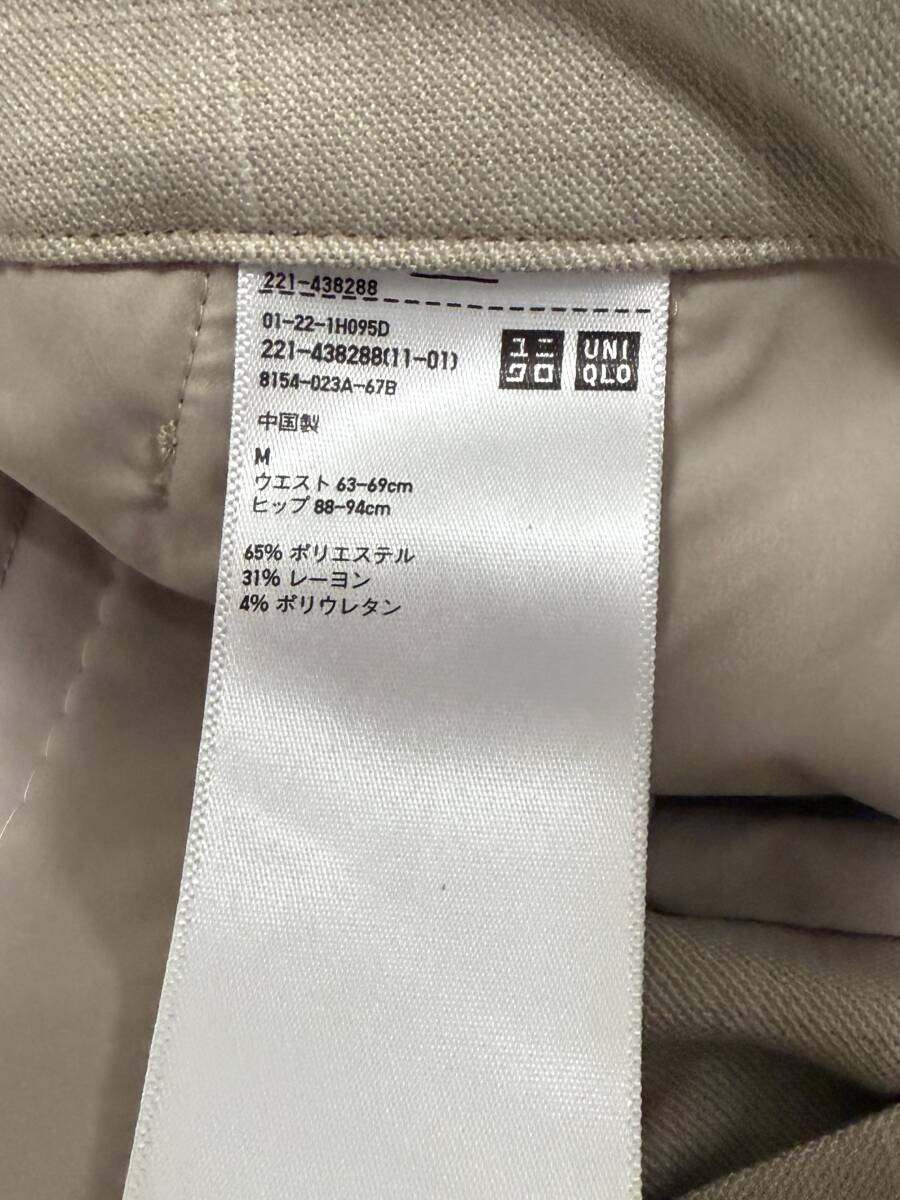 221-438288
01-22-1H095D
221-438288(11-01)
8154-023A-67B
ユニ
クロ
UNI
QLO
中国製
M
ウエスト 63-69cm
ヒップ 88-94cm
65% ポリエステル
31% レーヨン
4% ポリウレタン